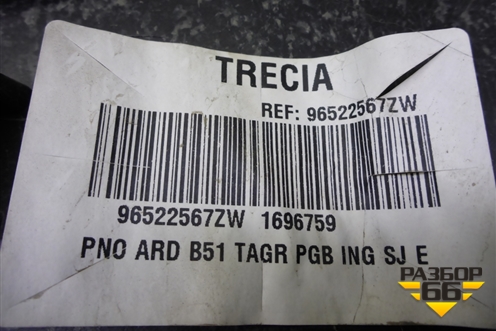 TRECIA
REF: 96522567ZW
96522567ZW 1696759
PNO ARD B51 TAGR PGB ING SJ E
РАЗБОР
66